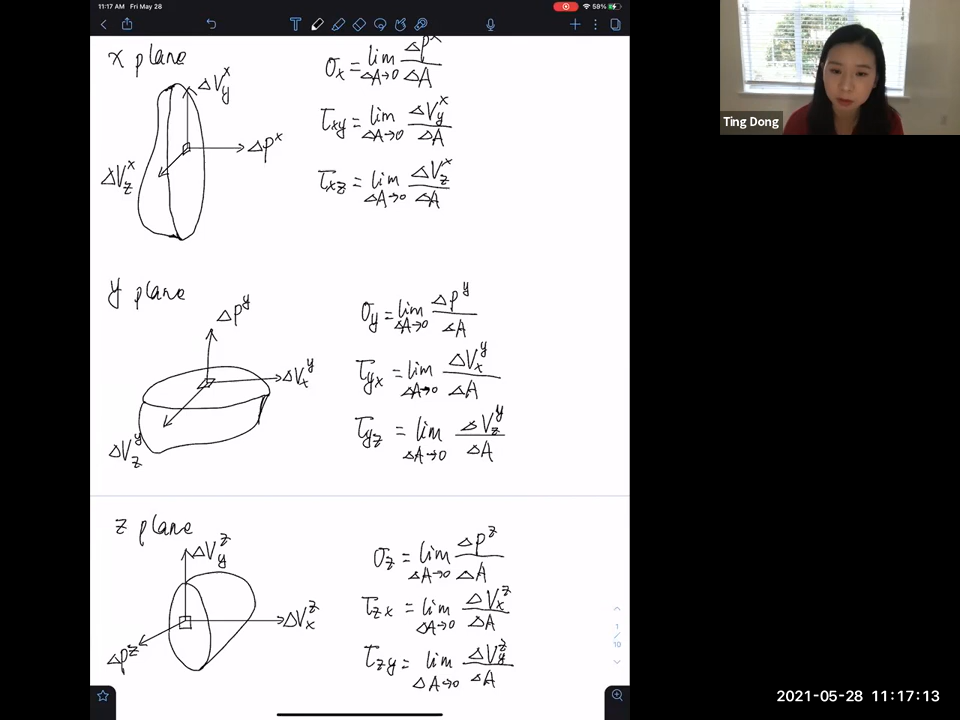 11:17 AM Fri May 28
59%
x plane
ΔV_y^x
ΔP^x
ΔV_z^x
σ_x = lim_{ΔA→0} ΔP^x/ΔA
τ_xy = lim_{ΔA→0} ΔV_y^x/ΔA
τ_xz = lim_{ΔA→0} ΔV_z^x/ΔA
y plane
ΔP^y
ΔV_x^y
ΔV_z^y
σ_y = lim_{ΔA→0} ΔP^y/ΔA
τ_yx = lim_{ΔA→0} ΔV_x^y/ΔA
τ_yz = lim_{ΔA→0} ΔV_z^y/ΔA
z plane
ΔV_y^z
ΔV_x^z
ΔP^z
σ_z = lim_{ΔA→0} ΔP^z/ΔA
τ_zx = lim_{ΔA→0} ΔV_x^z/ΔA
τ_zy = lim_{ΔA→0} ΔV_y^z/ΔA
1
/
10
Ting Dong
2021-05-28 11:17:13